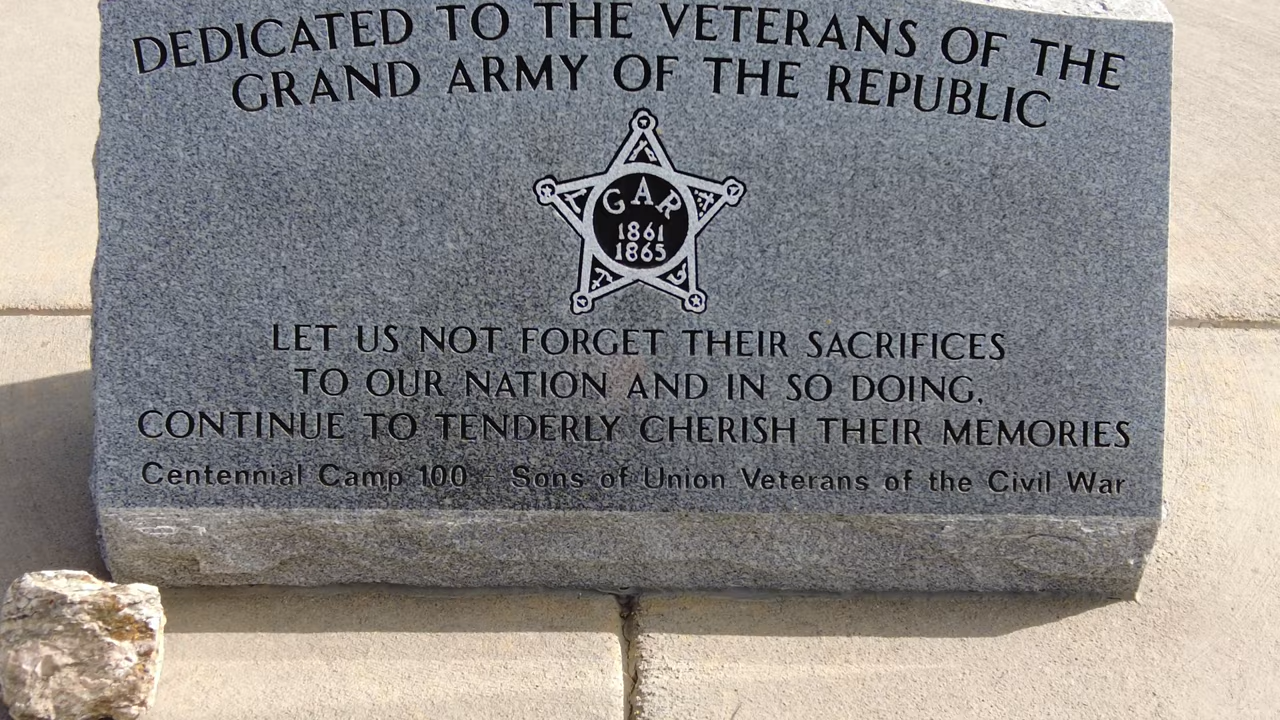 DEDICATED TO THE VETERANS OF THE
GRAND ARMY OF THE REPUBLIC
GAR
1861
1865
LET US NOT FORGET THEIR SACRIFICES
TO OUR NATION AND IN SO DOING,
CONTINUE TO TENDERLY CHERISH THEIR MEMORIES
Centennial Camp 100 - Sons of Union Veterans of the Civil War